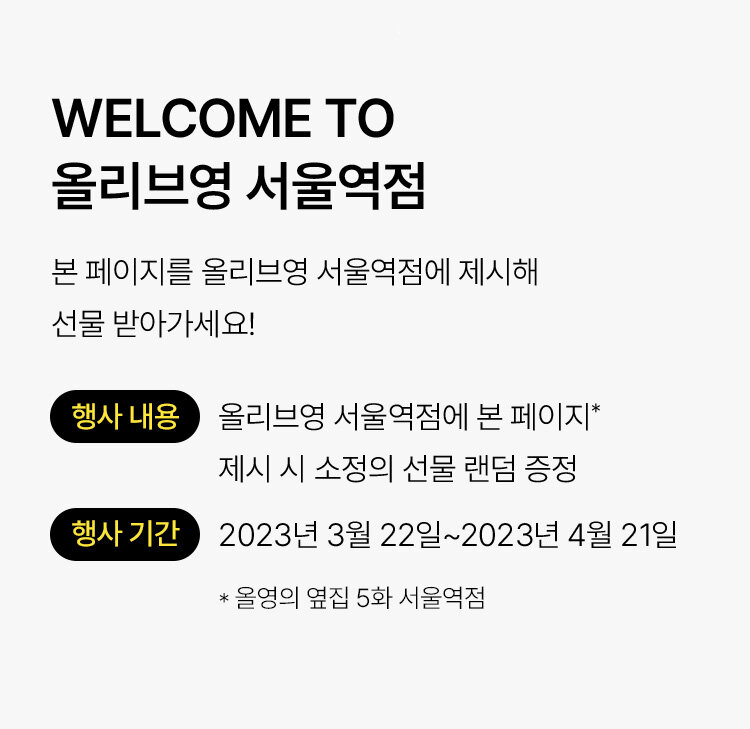 WELCOME TO
올리브영 서울역점
본 페이지를 올리브영 서울역점에 제시해
선물 받아가세요!
행사 내용 올리브영 서울역점에 본 페이지*
제시 시 소정의 선물 랜덤 증정
행사 기간 2023년 3월 22일~2023년 4월 21일
* 올영의 옆집 5화 서울역점